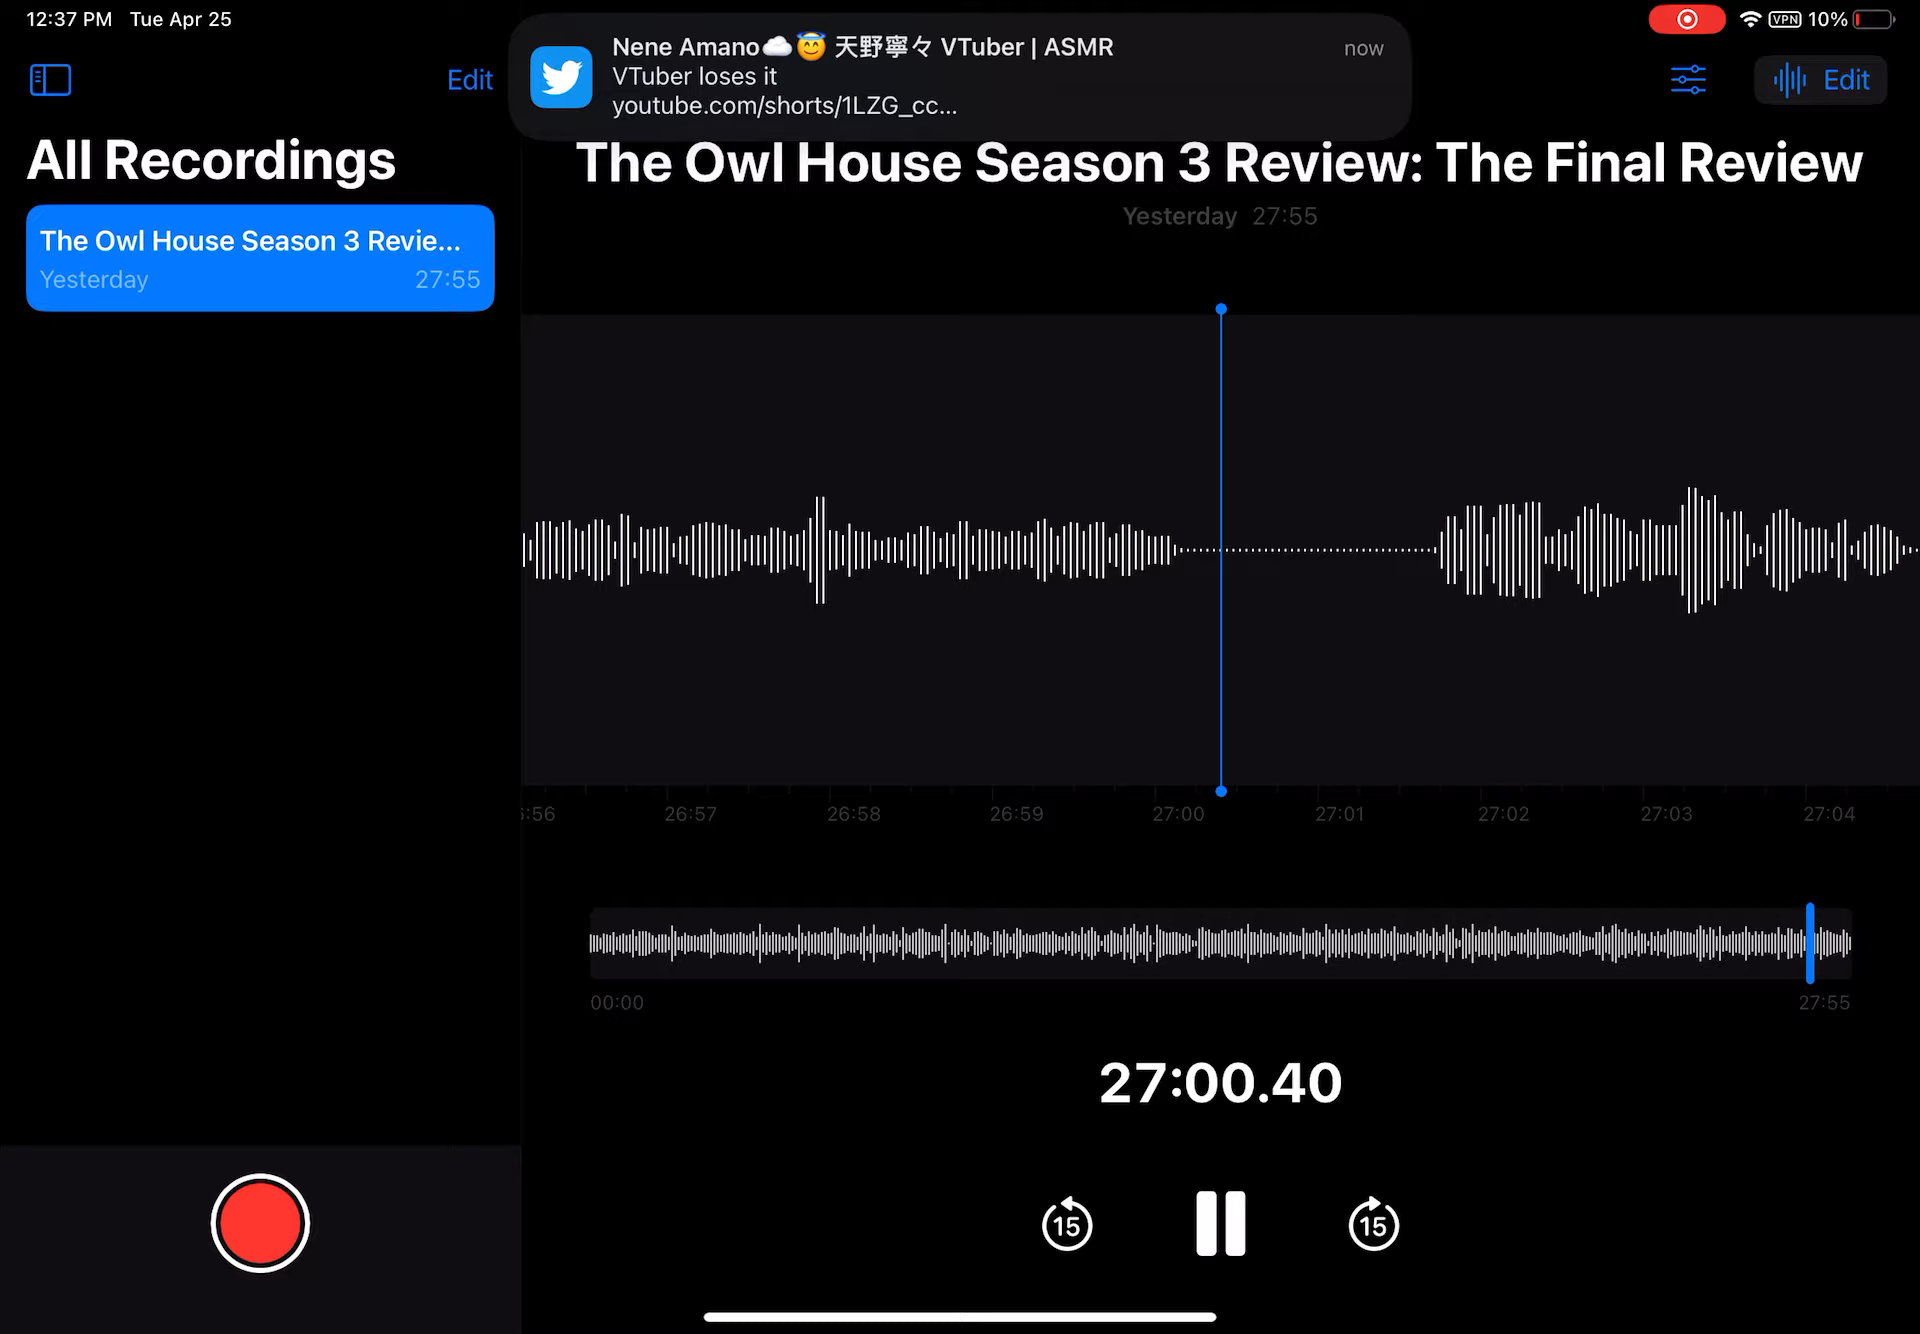 12:37 PM Tue Apr 25
VPN 10%
Edit
Nene Amano☁️😇 天野寧々 VTuber | ASMR
now
VTuber loses it
youtube.com/shorts/1LZG_cc...
Edit
All Recordings
The Owl House Season 3 Revie...
Yesterday 27:55
The Owl House Season 3 Review: The Final Review
Yesterday 27:55
:56 26:57 26:58 26:59 27:00 27:01 27:02 27:03 27:04
00:00 27:55
27:00.40
15 15